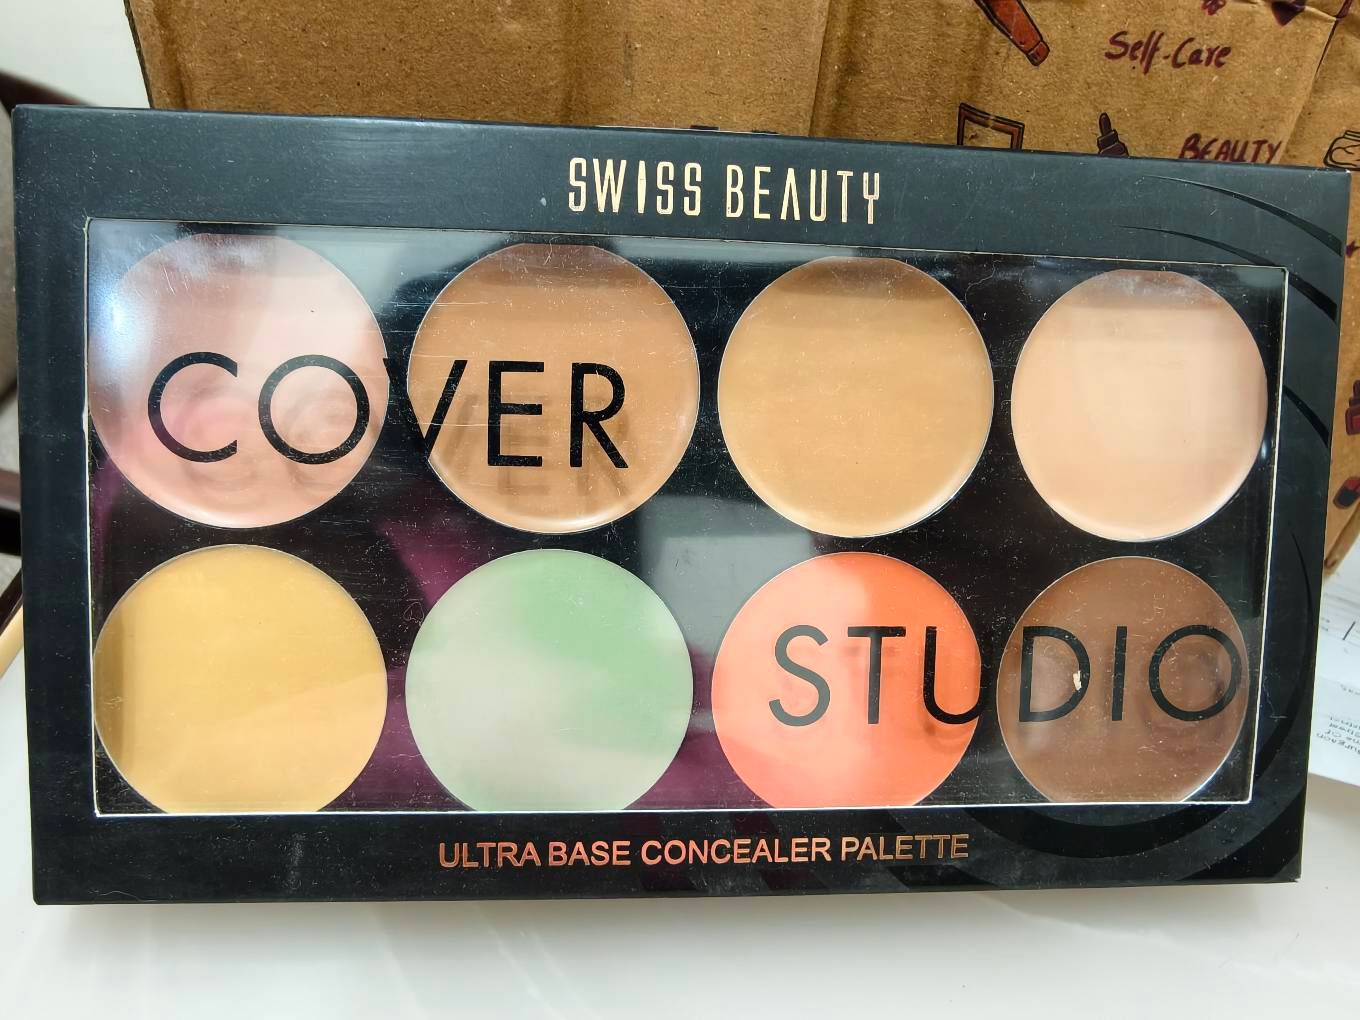 Self-Care
BEAUTY
SWISS BEAUTY
COVER
STUDIO
ULTRA BASE CONCEALER PALETTE